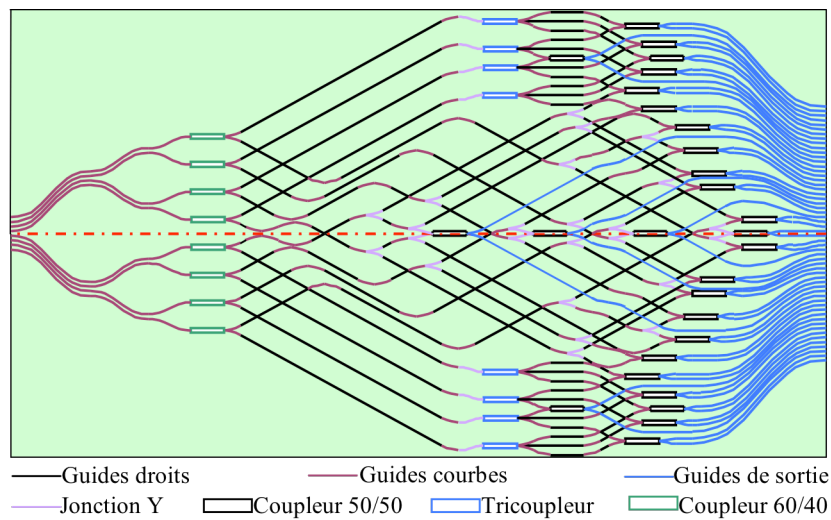 Guides droits Guides courbes Guides de sortie
Jonction Y Coupleur 50/50 Tricoupleur Coupleur 60/40